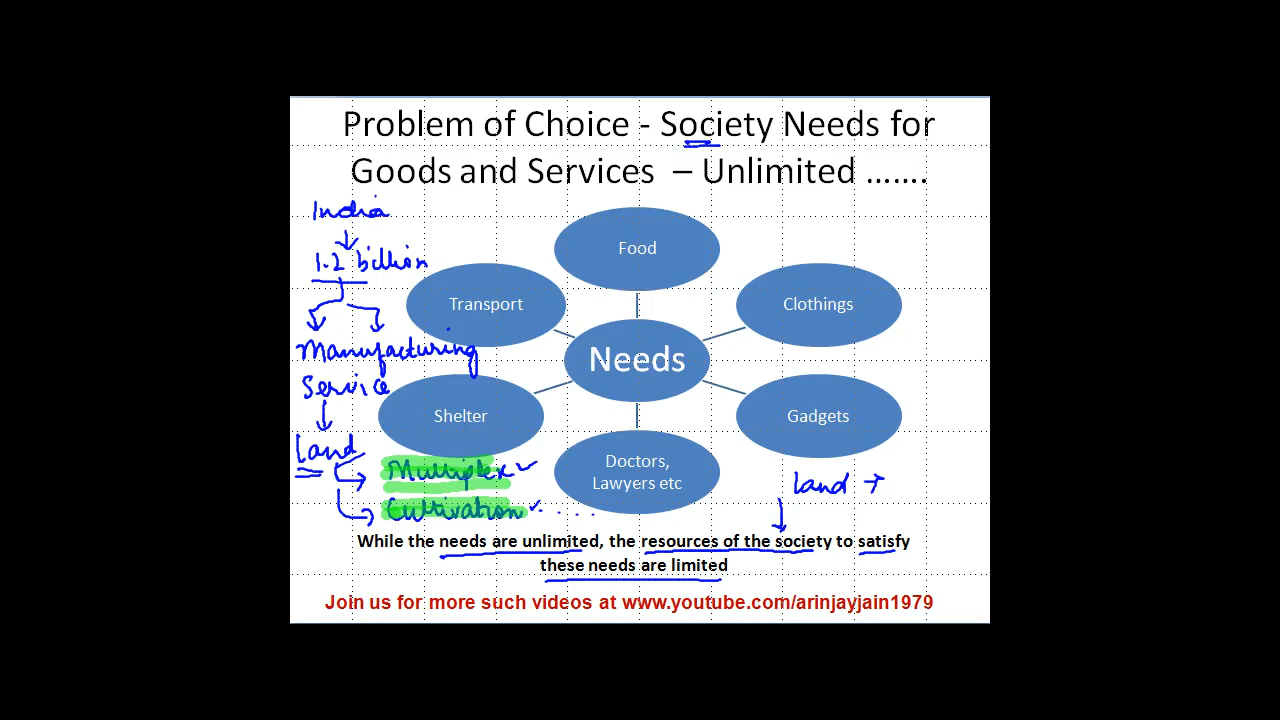 Problem of Choice - Society Needs for
Goods and Services – Unlimited .......
India
1.2 billion
Manufacturing
Service
land
Multiplex
Cultivation ....
Food
Transport
Clothings
Needs
Shelter
Gadgets
Doctors,
Lawyers etc
land
While the needs are unlimited, the resources of the society to satisfy
these needs are limited
Join us for more such videos at www.youtube.com/arinjayjain1979